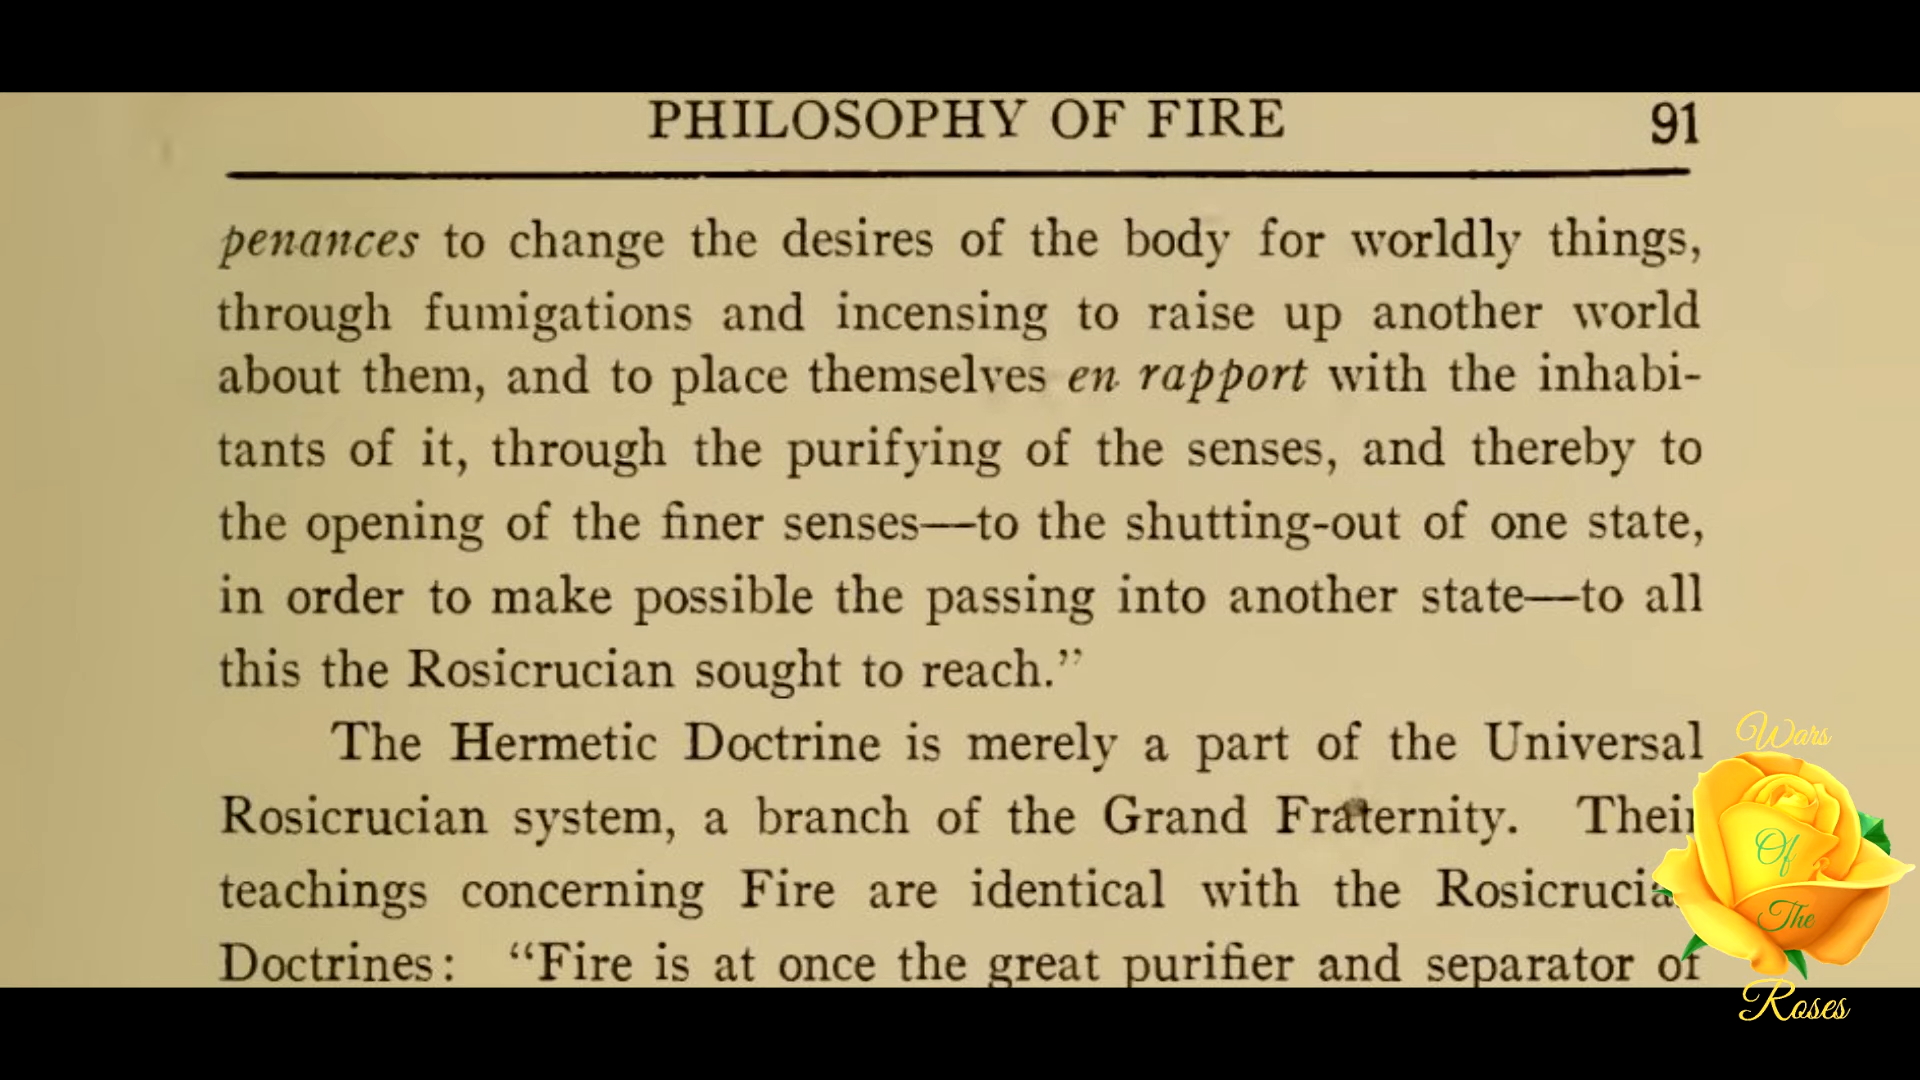 PHILOSOPHY OF FIRE 91
penances to change the desires of the body for worldly things,
through fumigations and incensing to raise up another world
about them, and to place themselves en rapport with the inhabi-
tants of it, through the purifying of the senses, and thereby to
the opening of the finer senses—to the shutting-out of one state,
in order to make possible the passing into another state—to all
this the Rosicrucian sought to reach.”
The Hermetic Doctrine is merely a part of the Universal
Rosicrucian system, a branch of the Grand Fraternity. Their
teachings concerning Fire are identical with the Rosicrucian
Doctrines: “Fire is at once the great purifier and separator of
Wars
Of
The
Roses